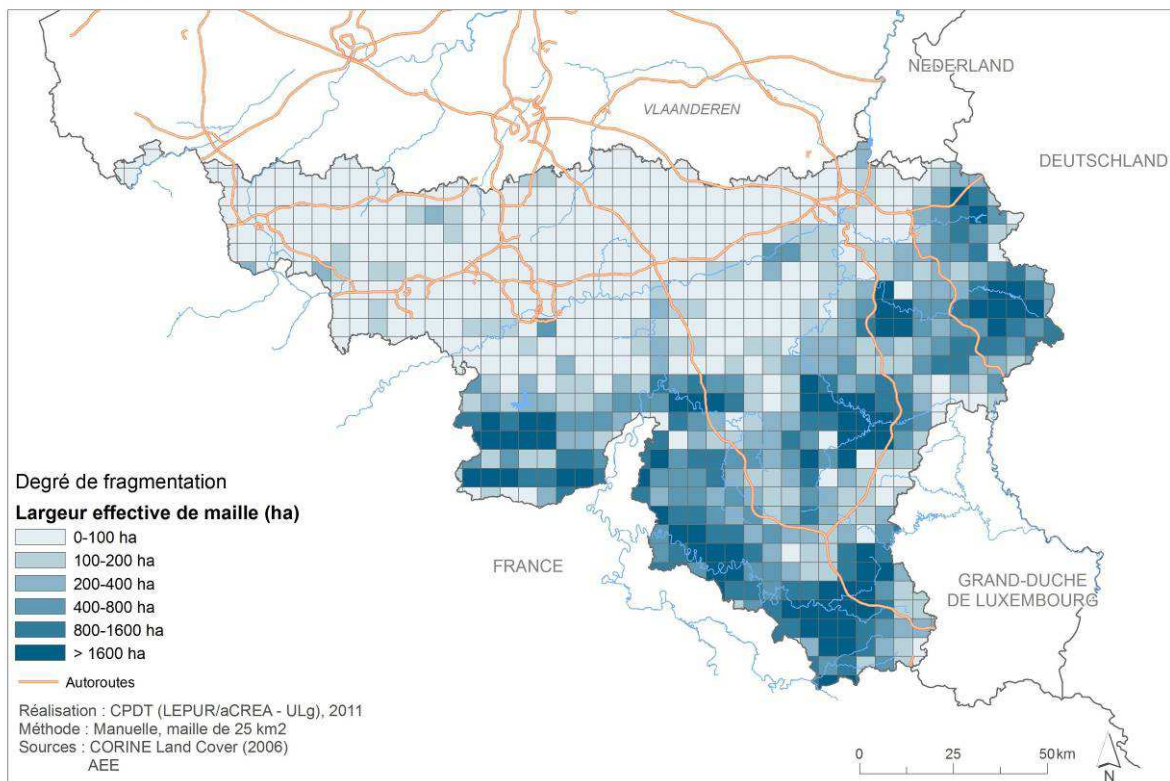 NEDERLAND
VLAANDEREN
DEUTSCHLAND
Degré de fragmentation
Largeur effective de maille (ha)
0-100 ha
100-200 ha
200-400 ha
400-800 ha
800-1600 ha
> 1600 ha
Autoroutes
FRANCE
GRAND-DUCHE
DE LUXEMBOURG
Réalisation : CPDT (LEPUR/aCREA - ULg), 2011
Méthode : Manuelle, maille de 25 km2
Sources : CORINE Land Cover (2006)
AEE
0 25 50 km
N